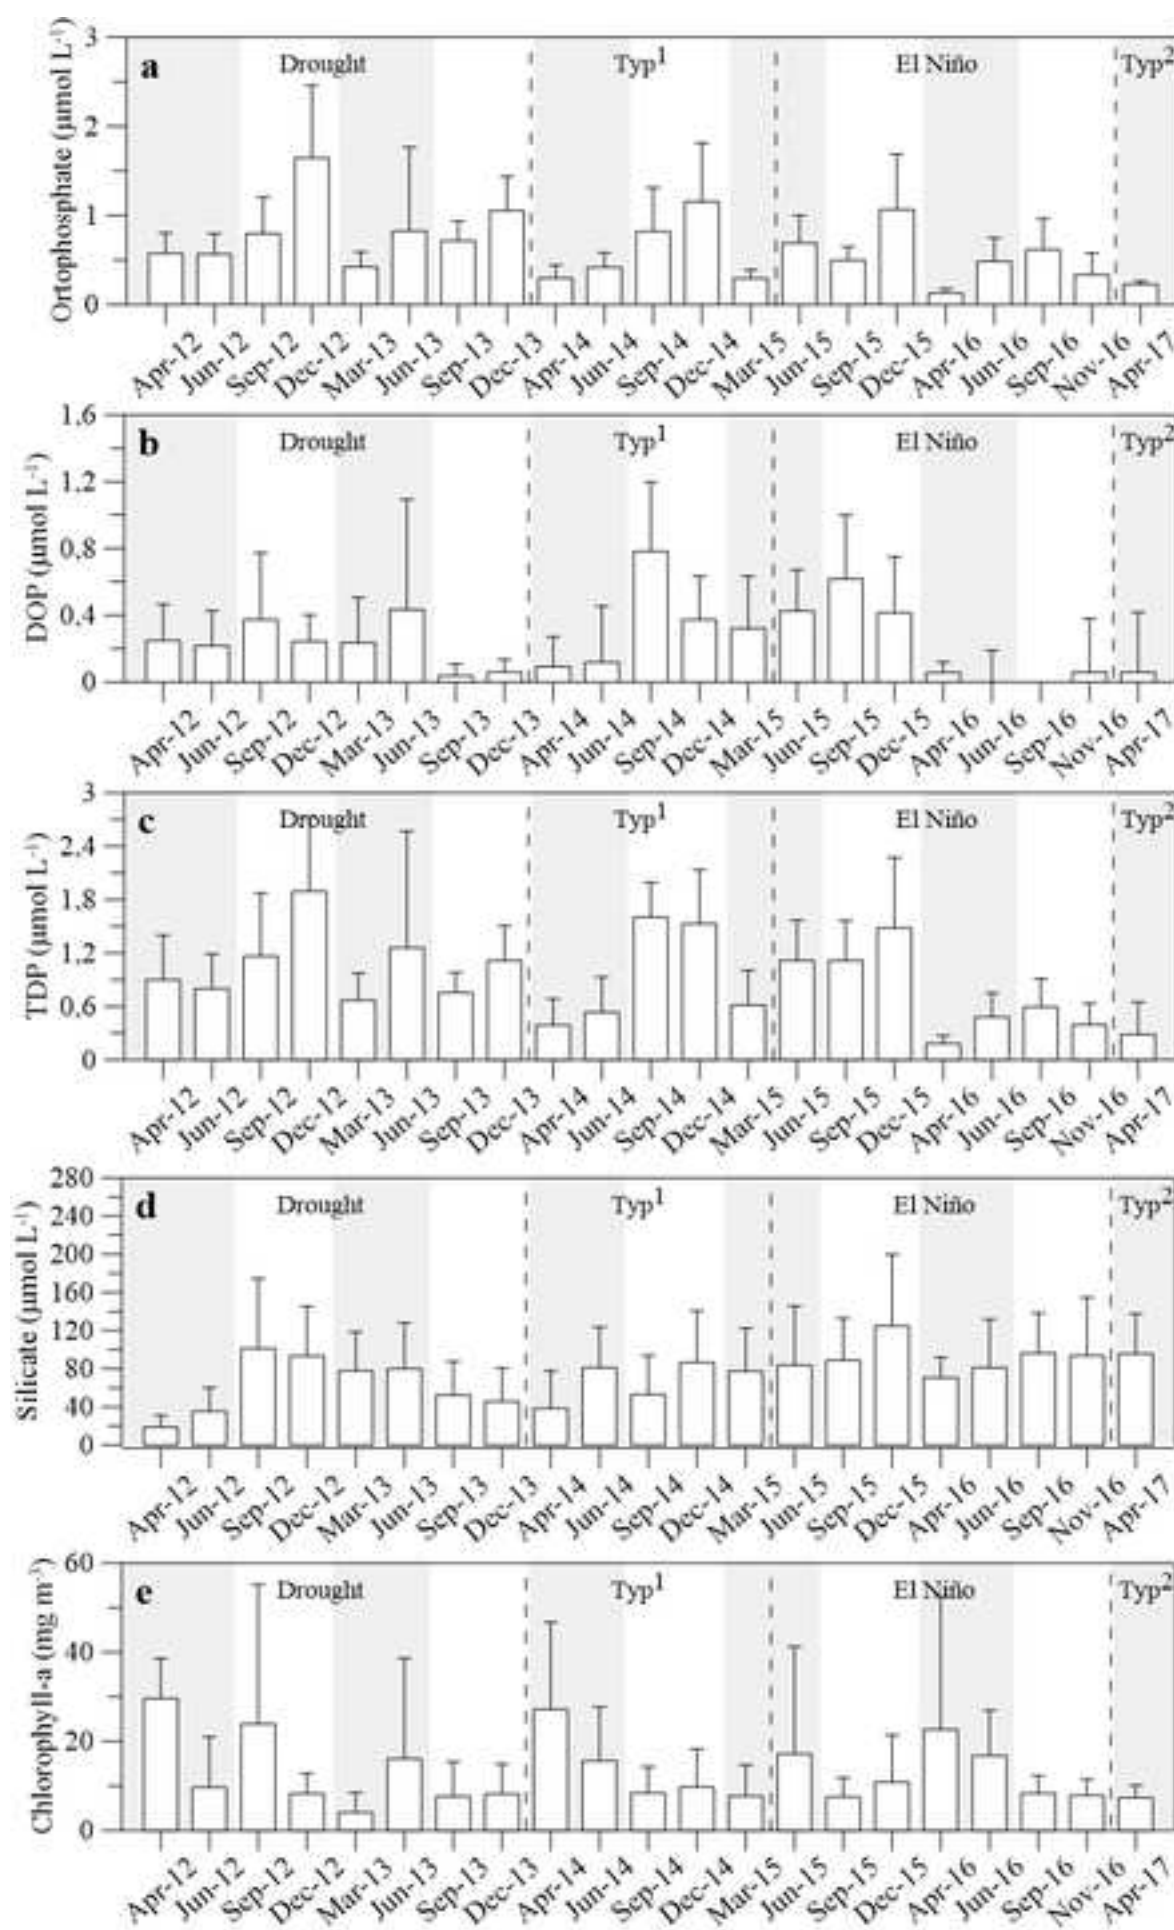 a Drought Typ1 El Niño Typ2
Ortophosphate (µmol L-1)
3
2
1
0
Apr-12 Jun-12 Sep-12 Dec-12 Mar-13 Jun-13 Sep-13 Dec-13 Apr-14 Jun-14 Sep-14 Dec-14 Mar-15 Jun-15 Sep-15 Dec-15 Apr-16 Jun-16 Sep-16 Nov-16 Apr-17
b Drought Typ1 El Niño Typ2
DOP (µmol L-1)
1.6
1.2
0.8
0.4
0
Apr-12 Jun-12 Sep-12 Dec-12 Mar-13 Jun-13 Sep-13 Dec-13 Apr-14 Jun-14 Sep-14 Dec-14 Mar-15 Jun-15 Sep-15 Dec-15 Apr-16 Jun-16 Sep-16 Nov-16 Apr-17
c Drought Typ1 El Niño Typ2
TDP (µmol L-1)
3
2.4
1.8
1.2
0.6
0
Apr-12 Jun-12 Sep-12 Dec-12 Mar-13 Jun-13 Sep-13 Dec-13 Apr-14 Jun-14 Sep-14 Dec-14 Mar-15 Jun-15 Sep-15 Dec-15 Apr-16 Jun-16 Sep-16 Nov-16 Apr-17
d Drought Typ1 El Niño Typ2
Silicate (µmol L-1)
280
240
200
160
120
80
40
0
Apr-12 Jun-12 Sep-12 Dec-12 Mar-13 Jun-13 Sep-13 Dec-13 Apr-14 Jun-14 Sep-14 Dec-14 Mar-15 Jun-15 Sep-15 Dec-15 Apr-16 Jun-16 Sep-16 Nov-16 Apr-17
e Drought Typ1 El Niño Typ2
Chlorophyll-a (mg m-3)
60
40
20
0
Apr-12 Jun-12 Sep-12 Dec-12 Mar-13 Jun-13 Sep-13 Dec-13 Apr-14 Jun-14 Sep-14 Dec-14 Mar-15 Jun-15 Sep-15 Dec-15 Apr-16 Jun-16 Sep-16 Nov-16 Apr-17